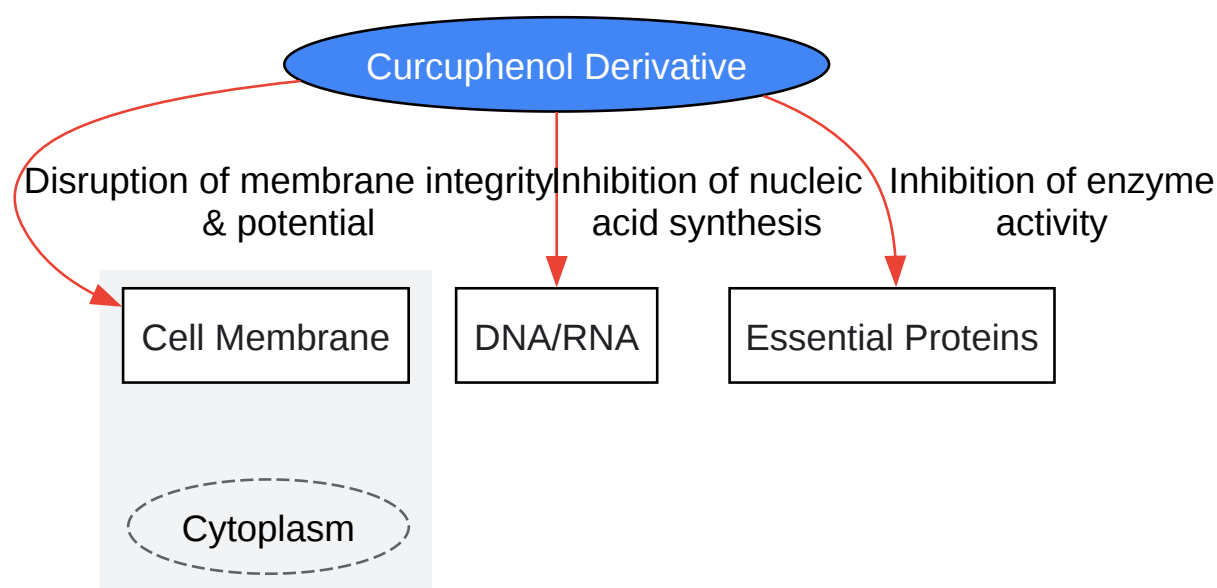 Curcuphenol Derivative
Disruption of membrane integrity
& potential
Inhibition of nucleic
acid synthesis
Inhibition of enzyme
activity
Cell Membrane
DNA/RNA
Essential Proteins
Cytoplasm